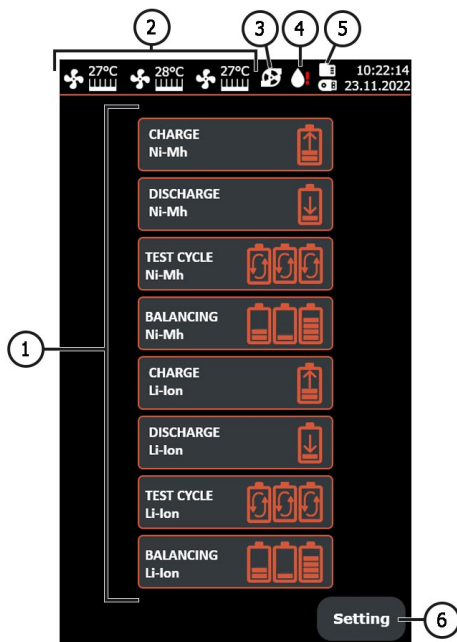 2
3
4
5
27°C
28°C
27°C
!
10:22:14
23.11.2022
1
CHARGE
Ni-Mh
DISCHARGE
Ni-Mh
TEST CYCLE
Ni-Mh
BALANCING
Ni-Mh
CHARGE
Li-Ion
DISCHARGE
Li-Ion
TEST CYCLE
Li-Ion
BALANCING
Li-Ion
Setting
6